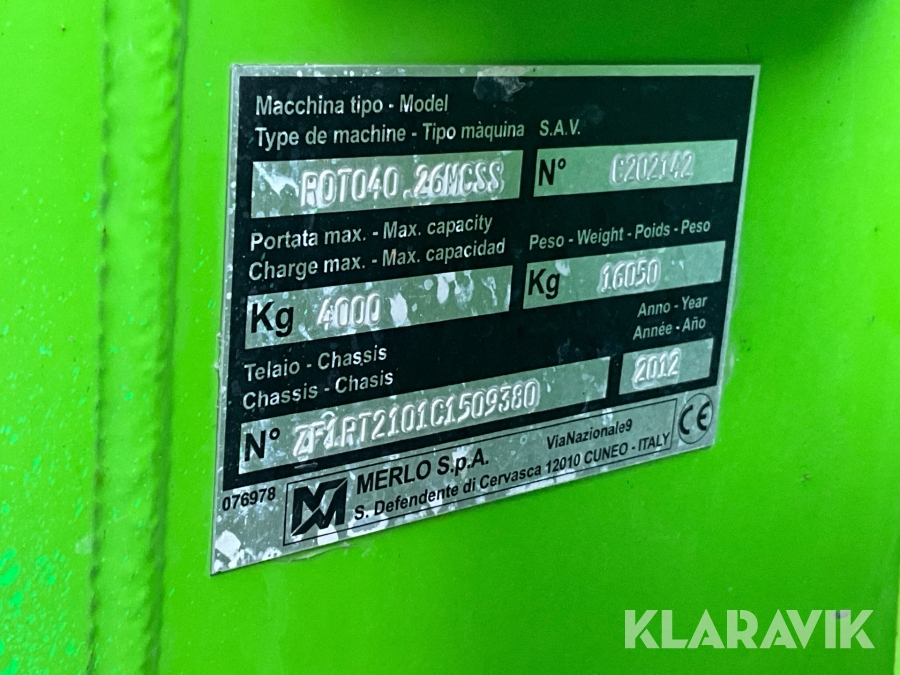 Macchina tipo - Model
Type de machine - Tipo màquina S.A.V.
ROTO40.26MCSS N° C202142
Portata max. - Max. capacity
Charge max. - Max. capacidad Peso - Weight - Poids - Peso
Kg 4000 Kg 16050
Telaio - Chassis Anno - Year
Chassis - Chasis Année - Año
N° ZF1RT2101C1509380 2012
076978 MERLO S.p.A. ViaNazionale9 CE
S. Defendente di Cervasca 12010 CUNEO - ITALY
KLARAVIK